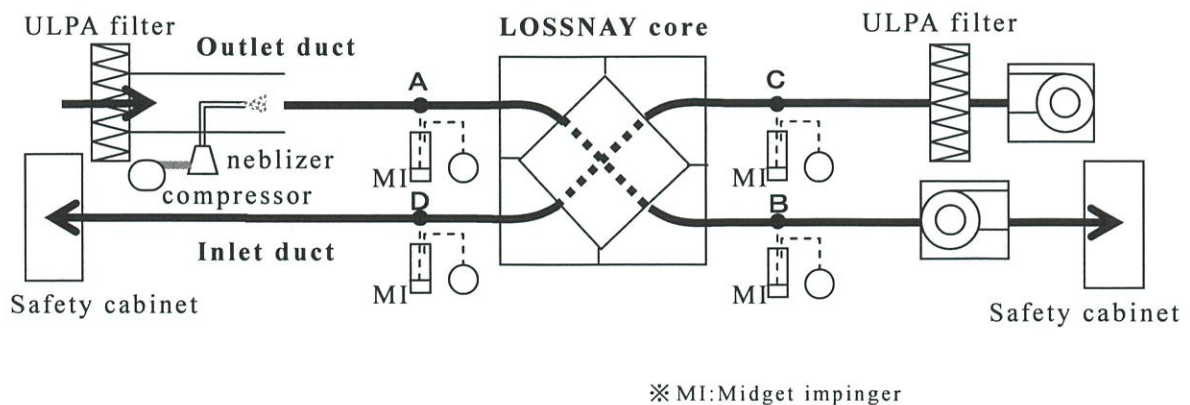 ULPA filter
Outlet duct
LOSSNAY core
ULPA filter
A
C
MI
neblizer
compressor
MI
D
B
Inlet duct
MI
MI
Safety cabinet
Safety cabinet
※ MI:Midget impinger